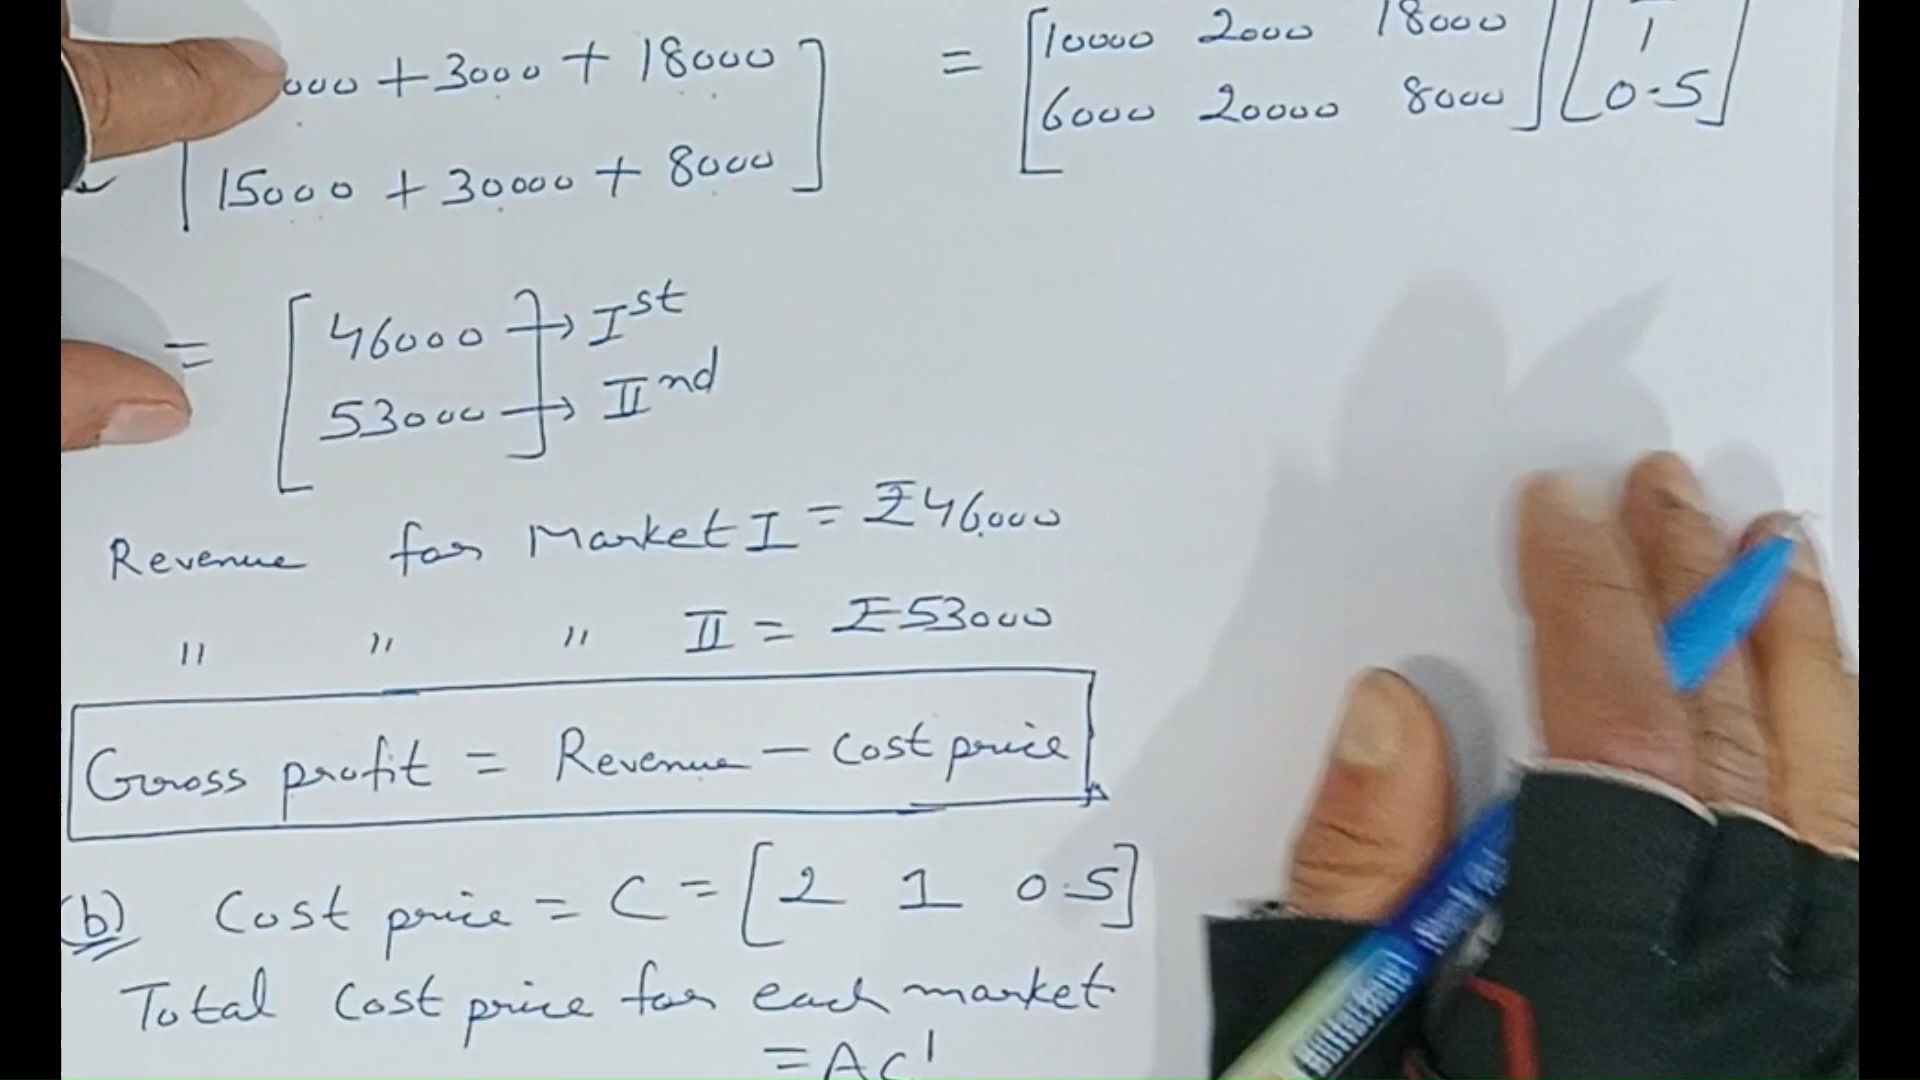 000 + 3000 + 18000
15000 + 30000 + 8000
= 46000 → Ist
53000 → IInd
Revenue for Market I = ₹46000
" " " II = ₹53000
Gross profit = Revenue - Cost price
(b) Cost price = C = [2 1 0.5]
Total Cost price for each market
= AC'
= [10000 2000 18000
6000 20000 8000] [1
0.5]
Butterflow